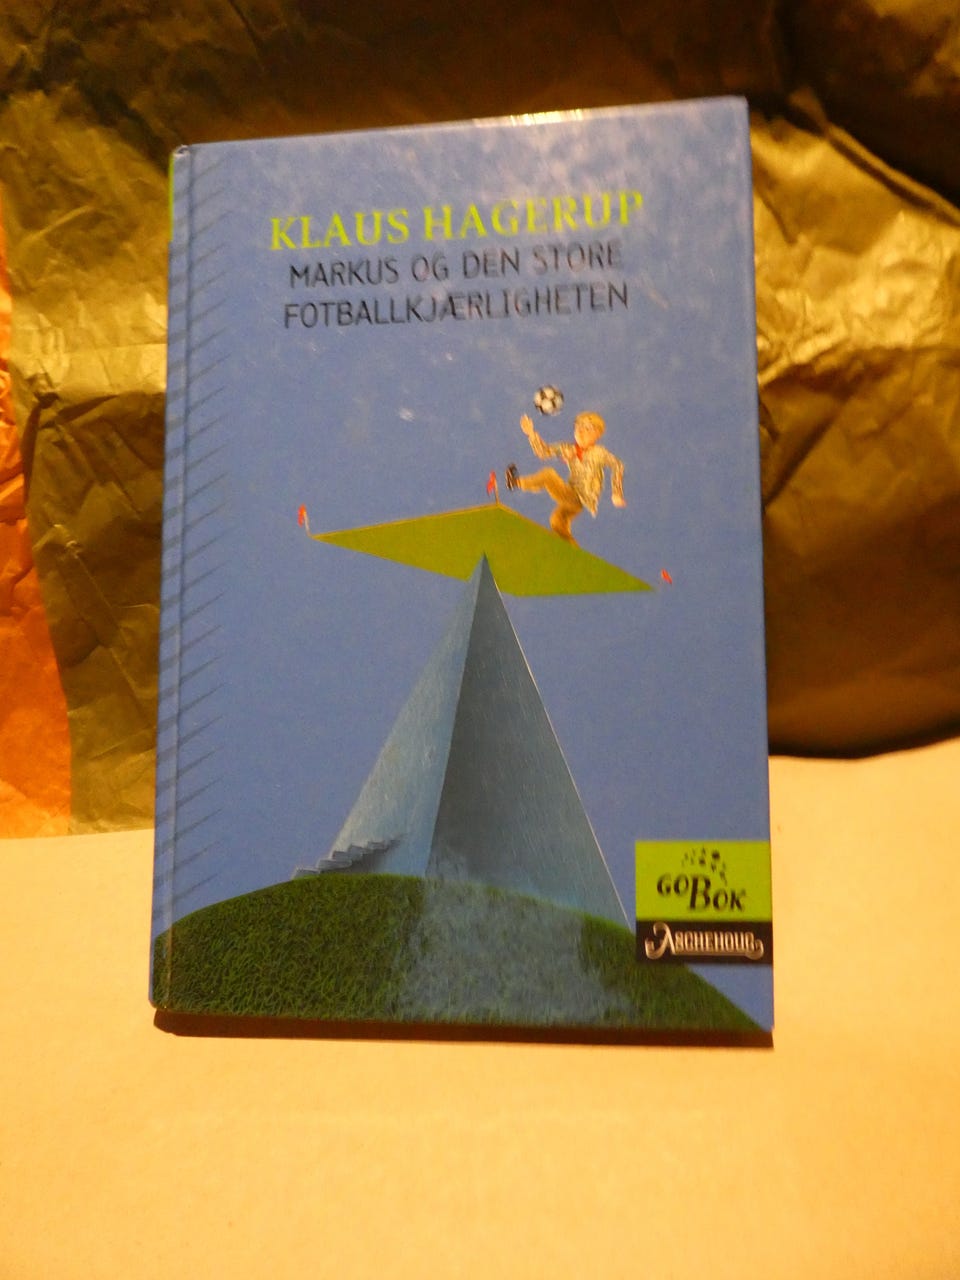 KLAUS HAGERUP
MARKUS OG DEN STORE
FOTBALLKJÆRLIGHETEN
GO BOK
ASCHEHOUG